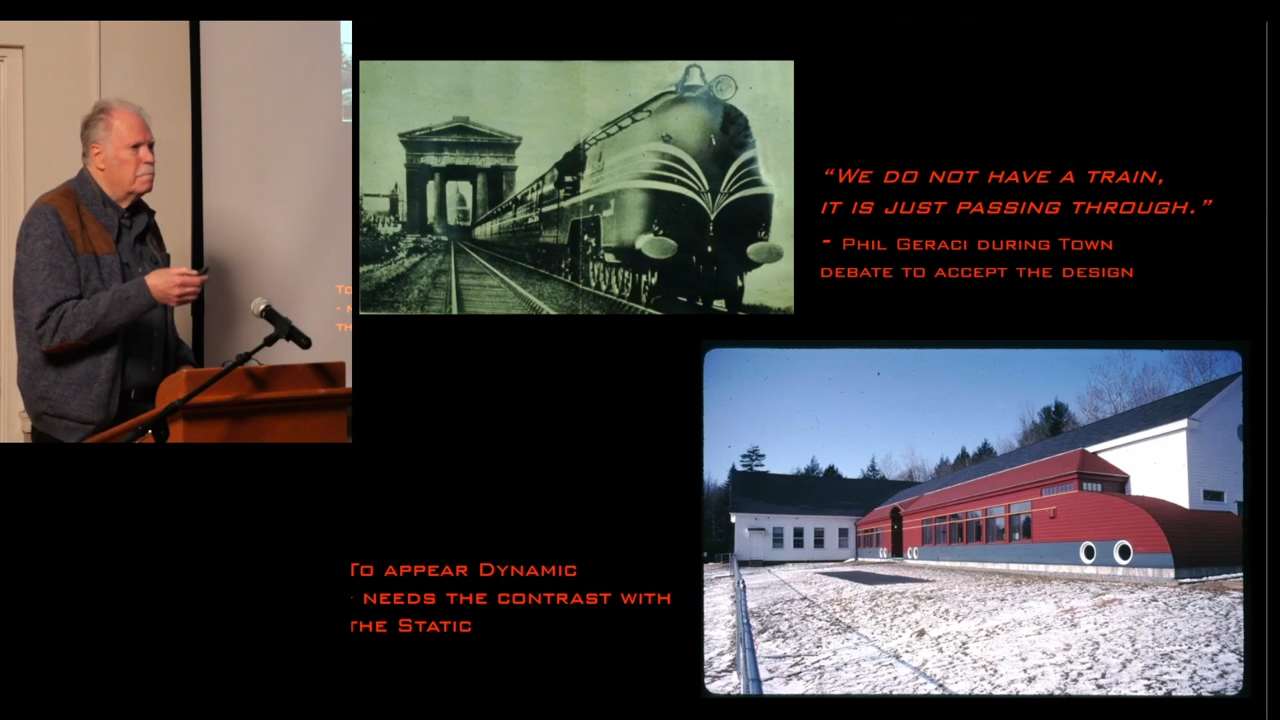 “We do not have a train,
it is just passing through.”
- Phil Geraci during Town
debate to accept the design
To appear Dynamic
- needs the contrast with
the Static